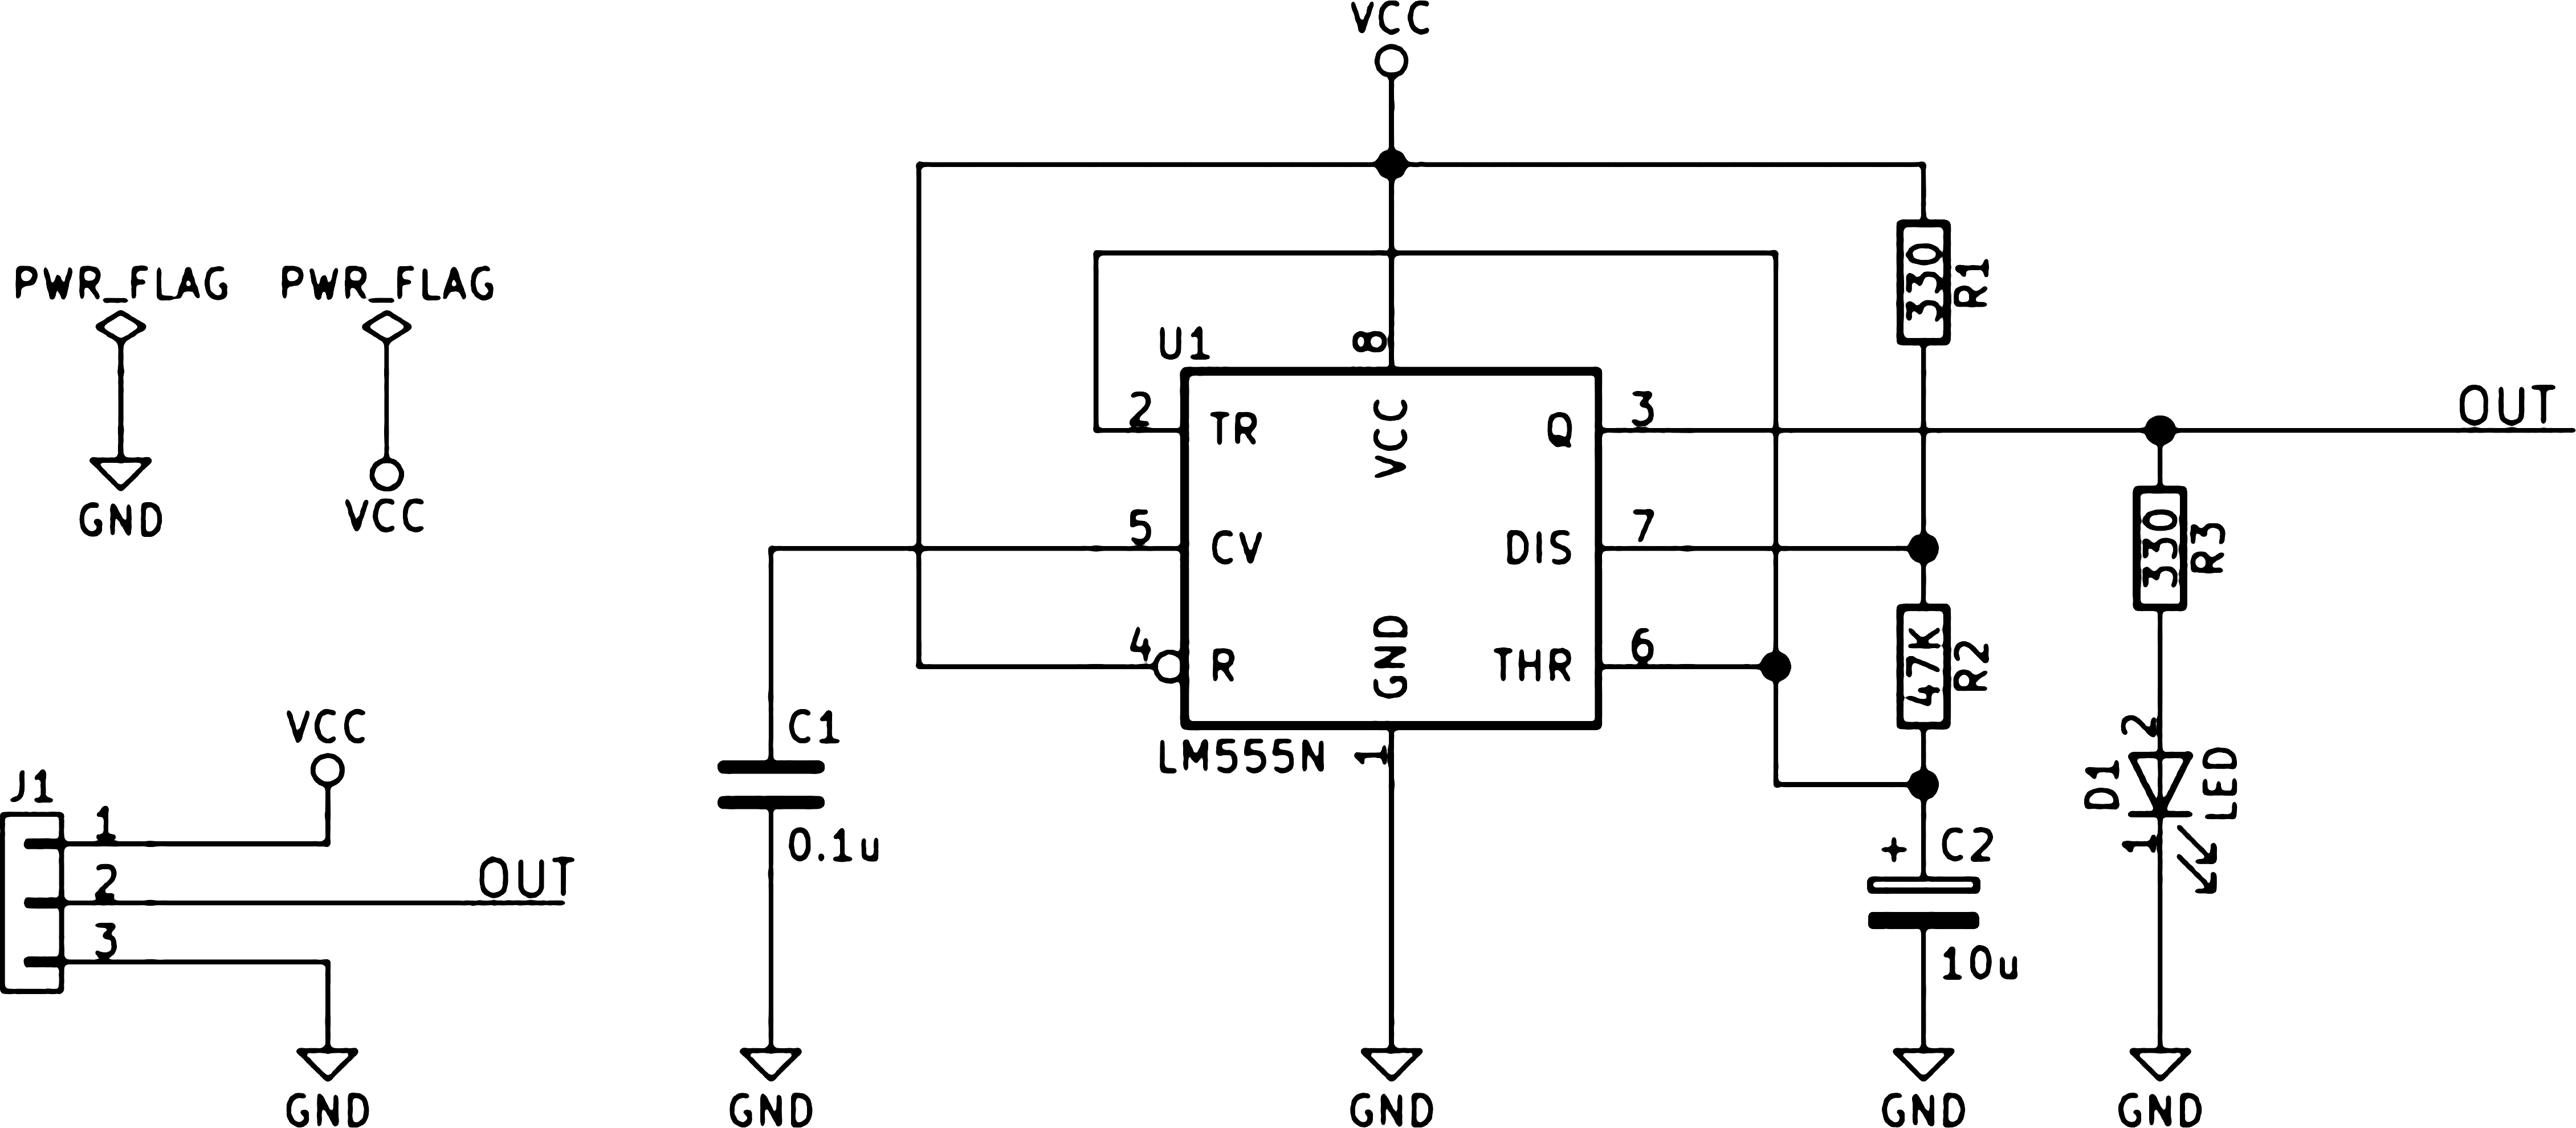 VCC
PWR_FLAG
PWR_FLAG
GND
VCC
U1
8
2
TR
VCC
Q
3
5
CV
DIS
7
4
R
GND
THR
6
LM555N
1
330
R1
OUT
330
R3
47K
R2
2
D1
LED
1
C1
0.1u
+
C2
10u
VCC
J1
1
2
OUT
3
GND
GND
GND
GND
GND